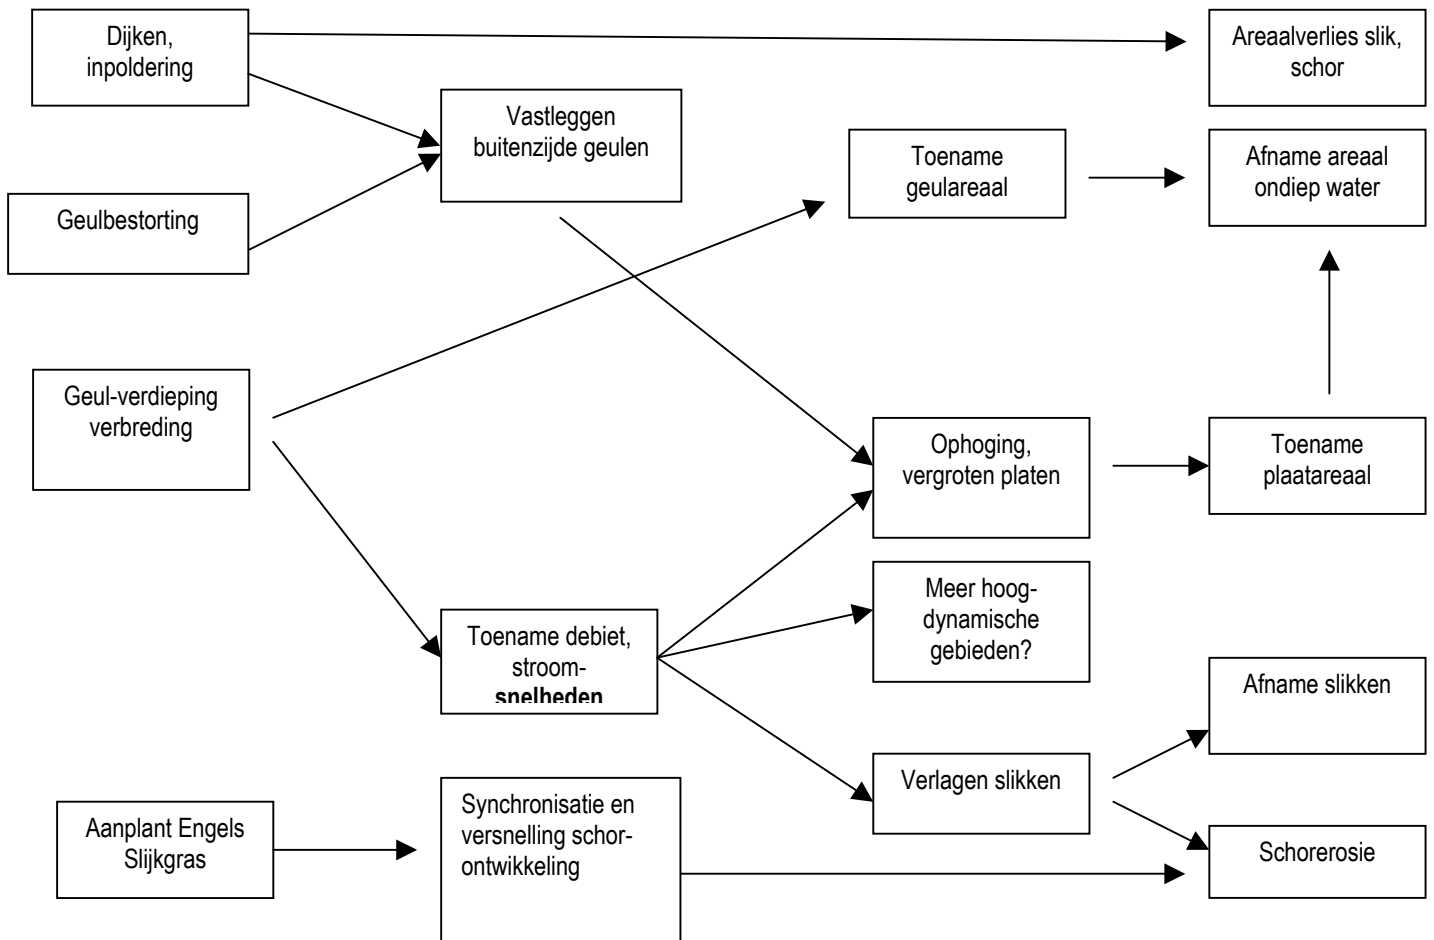 Dijken,
inpoldering
Areaalverlies slik,
schor
Vastleggen
buitenzijde geulen
Toename
geulareaal
Afname areaal
ondiep water
Geulbestorting
Geul-verdieping
verbreding
Ophoging,
vergroten platen
Toename
plaatareaal
Meer hoog-
dynamische
gebieden?
Toename debiet,
stroom-
snelheden
Afname slikken
Verlagen slikken
Aanplant Engels
Slijkgras
Synchronisatie en
versnelling schor-
ontwikkeling
Schorerosie